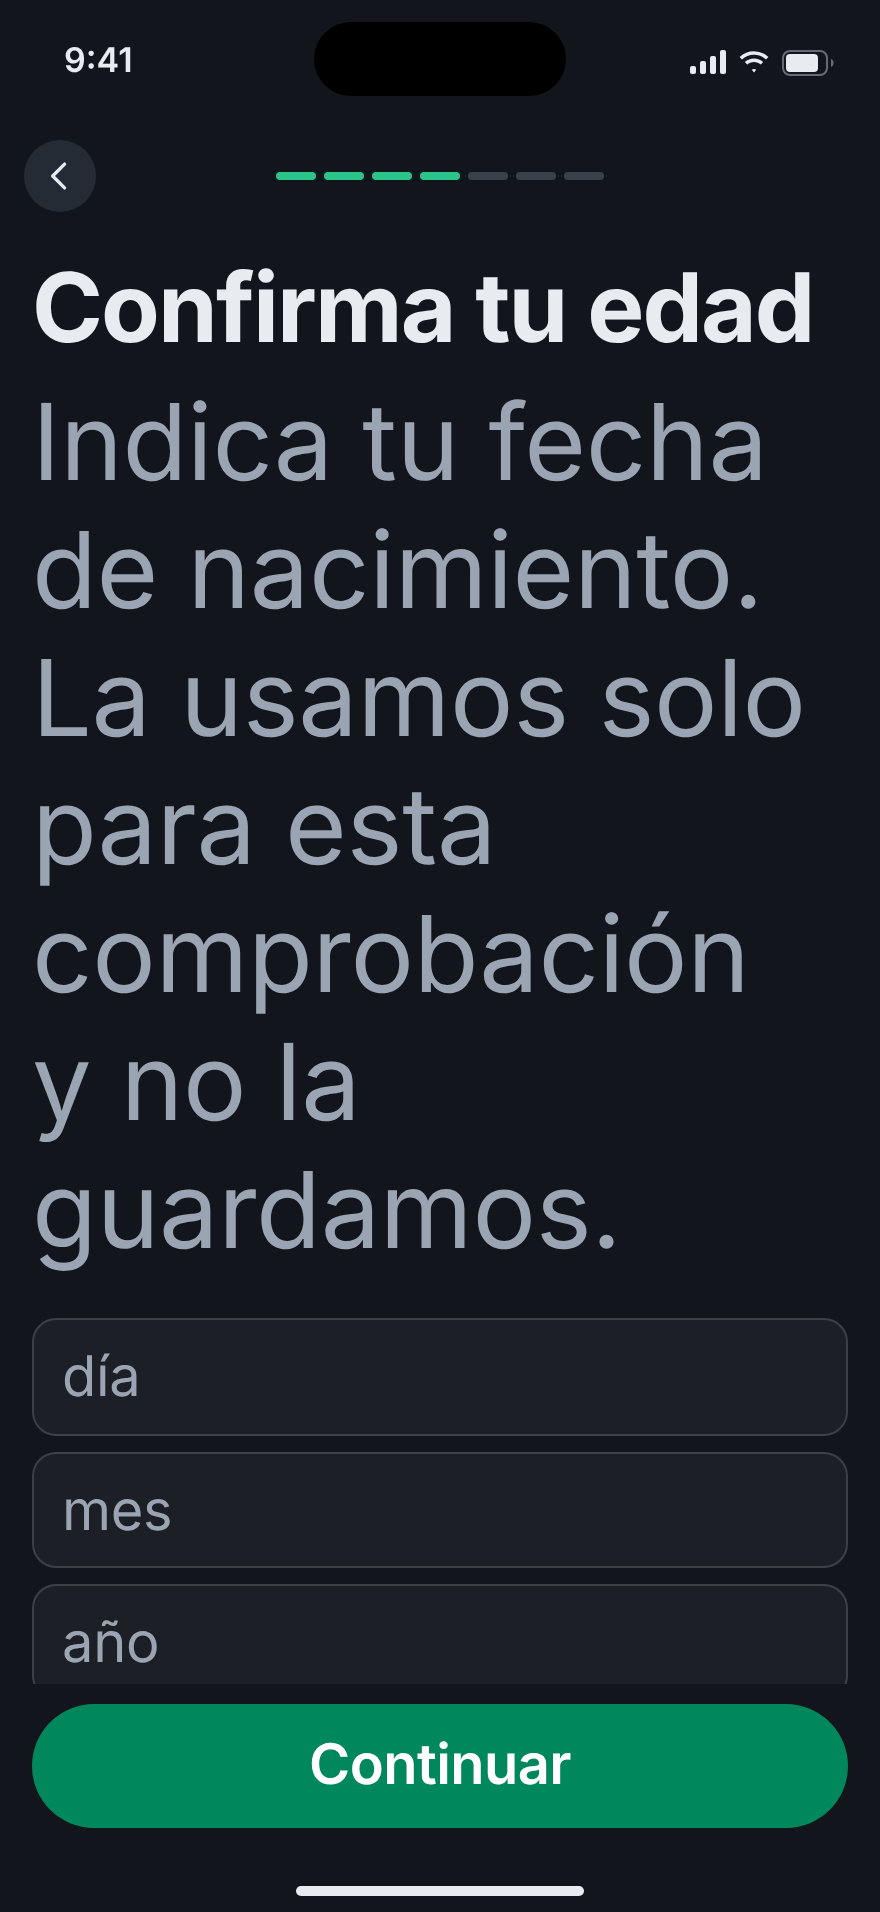 9:41
Confirma tu edad
Indica tu fecha
de nacimiento.
La usamos solo
para esta
comprobación
y no la
guardamos.
día
mes
año
Continuar